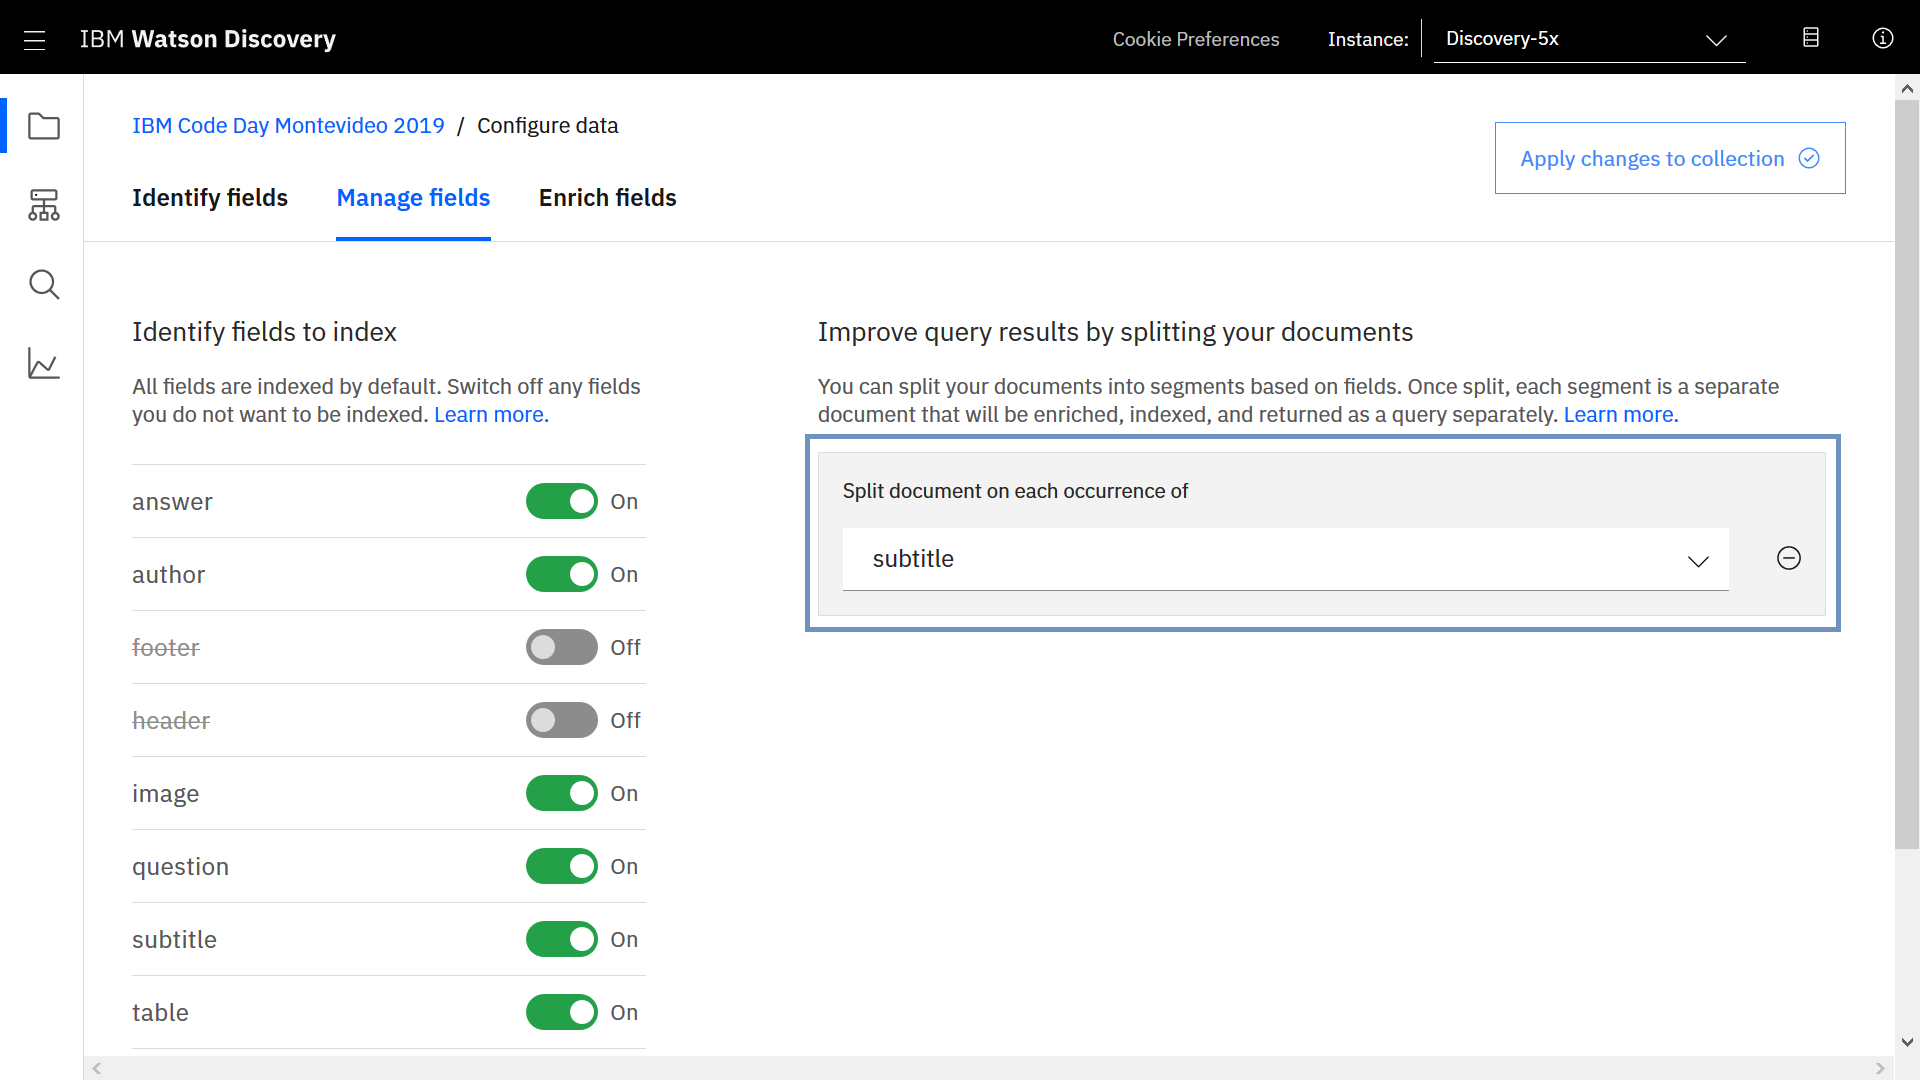 IBM Watson Discovery
Cookie Preferences
Instance:
Discovery-5x
IBM Code Day Montevideo 2019 / Configure data
Apply changes to collection
Identify fields
Manage fields
Enrich fields
Identify fields to index
All fields are indexed by default. Switch off any fields
you do not want to be indexed. Learn more.
answer On
author On
footer Off
header Off
image On
question On
subtitle On
table On
Improve query results by splitting your documents
You can split your documents into segments based on fields. Once split, each segment is a separate
document that will be enriched, indexed, and returned as a query separately. Learn more.
Split document on each occurrence of
subtitle